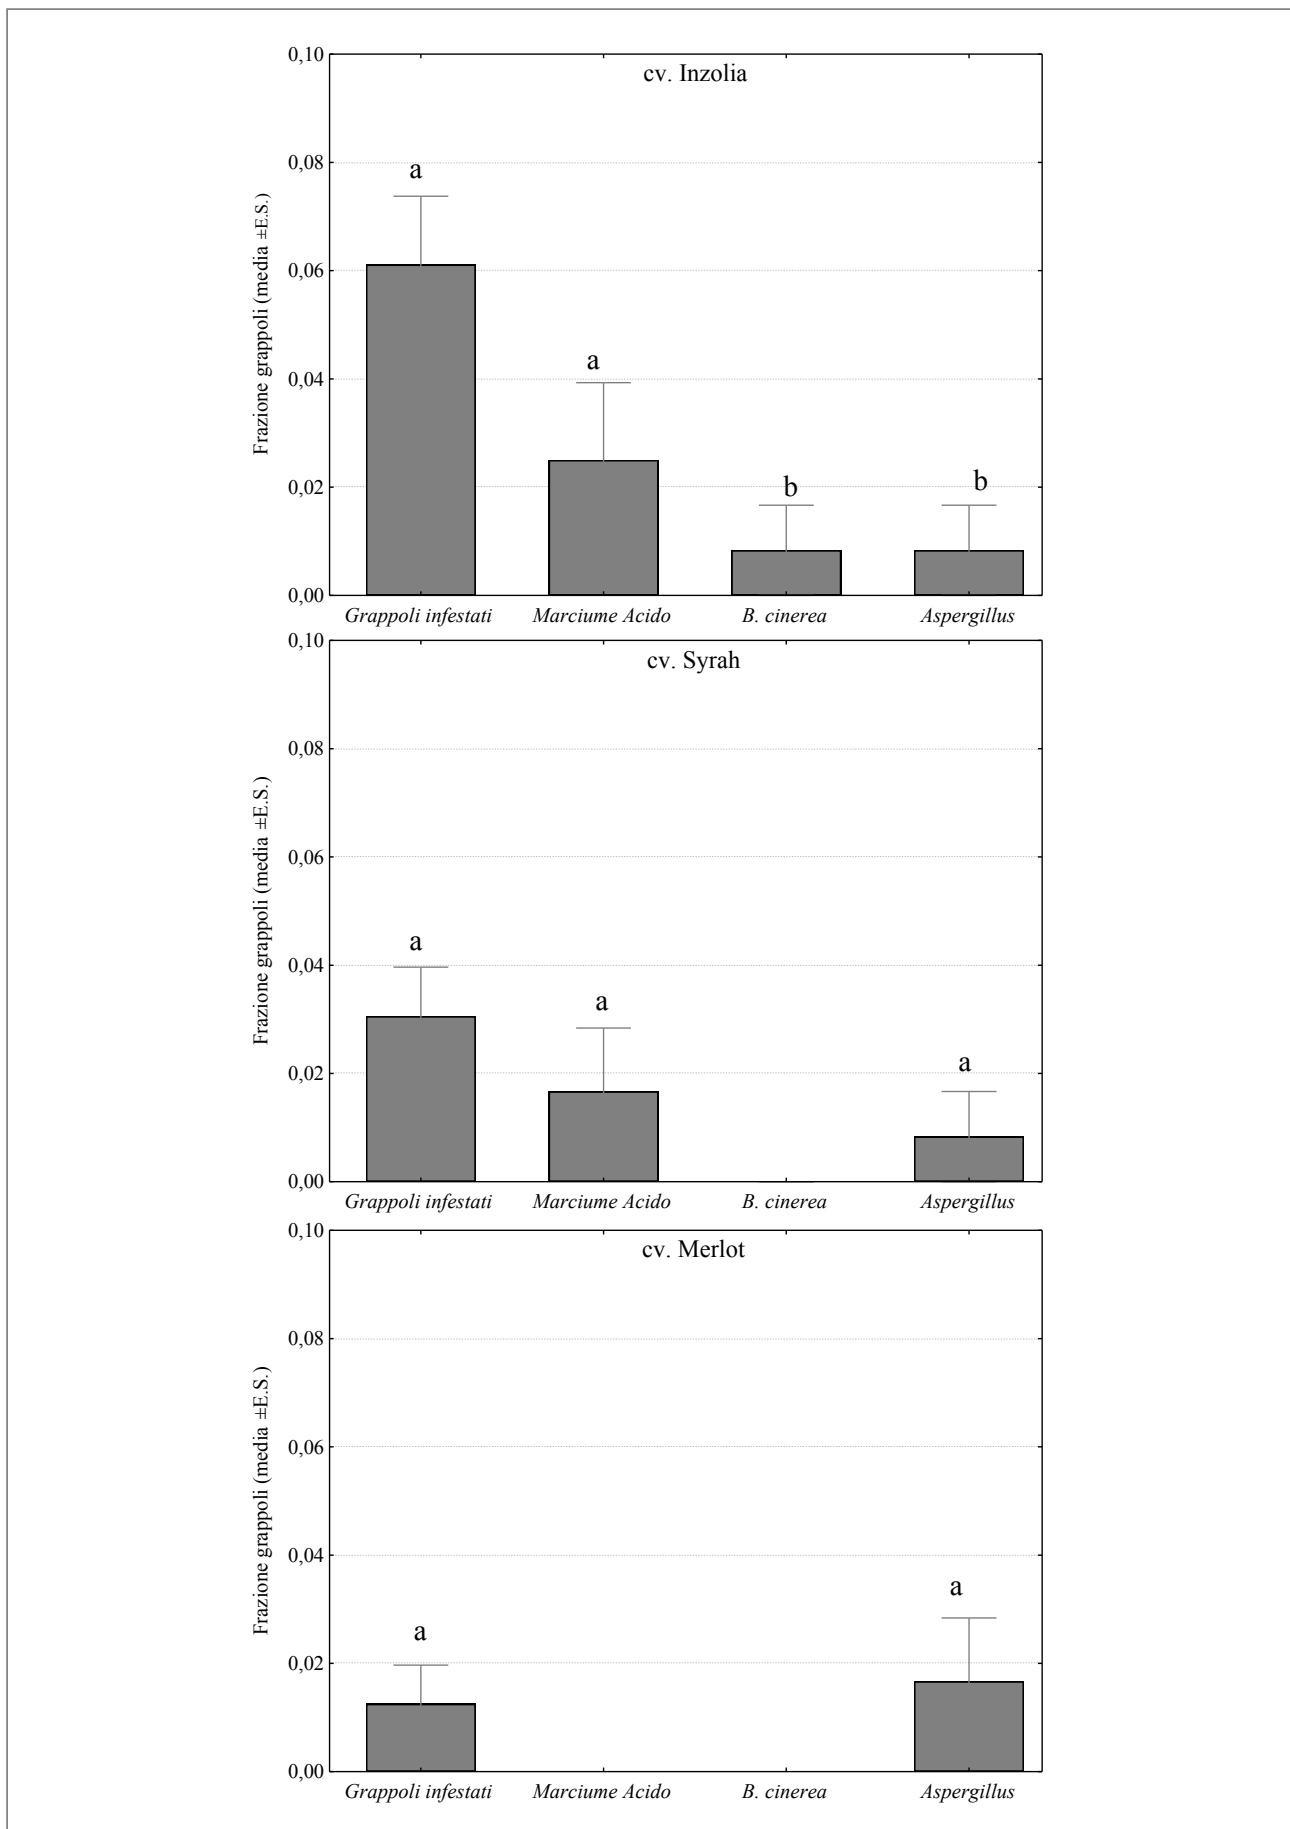 cv. Inzolia
Frazione grappoli (media ±E.S.)
0,10
0,08
0,06
0,04
0,02
0,00
a
a
b
b
Grappoli infestati
Marciume Acido
B. cinerea
Aspergillus
cv. Syrah
Frazione grappoli (media ±E.S.)
0,10
0,08
0,06
0,04
0,02
0,00
a
a
a
Grappoli infestati
Marciume Acido
B. cinerea
Aspergillus
cv. Merlot
Frazione grappoli (media ±E.S.)
0,10
0,08
0,06
0,04
0,02
0,00
a
a
Grappoli infestati
Marciume Acido
B. cinerea
Aspergillus